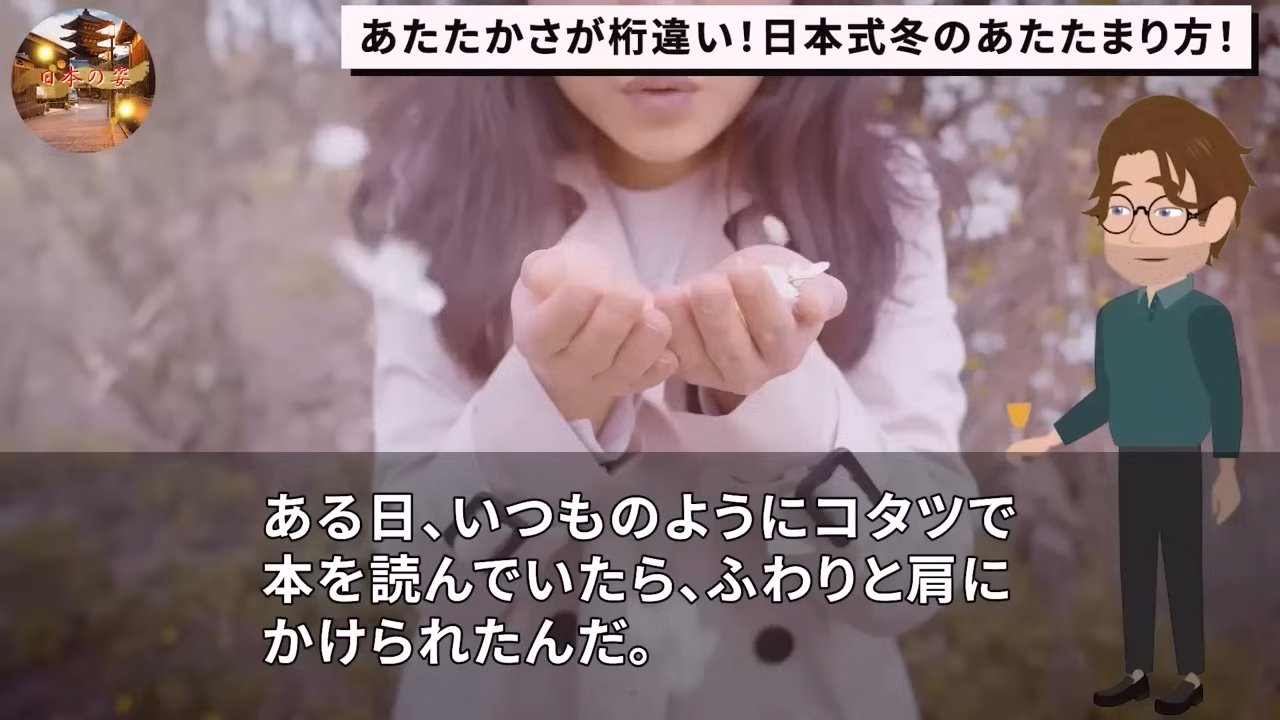 あたたかさが桁違い！日本式冬のあたたまり方！
日本の姿
ある日、いつものようにコタツで
本を読んでいたら、ふわりと肩に
かけられたんだ。